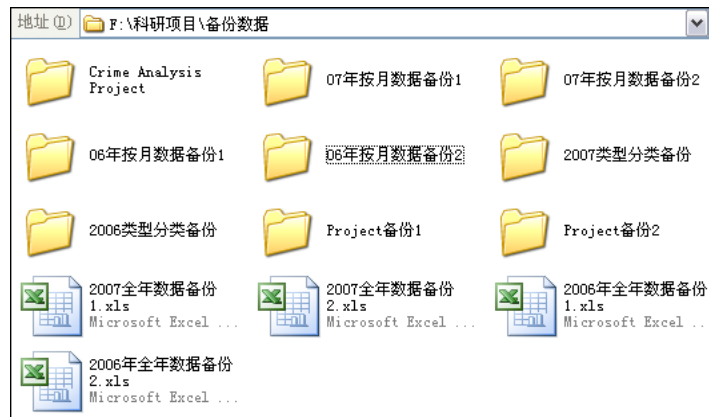 地址(D) F:\科研项目\备份数据
Crime Analysis
Project
07年按月数据备份1
07年按月数据备份2
06年按月数据备份1
06年按月数据备份2
2007类型分类备份
2006类型分类备份
Project备份1
Project备份2
2007全年数据备份
1.xls
Microsoft Excel ...
2007全年数据备份
2.xls
Microsoft Excel ...
2006年全年数据备份
1.xls
Microsoft Excel ..
2006年全年数据备份
2.xls
Microsoft Excel ...